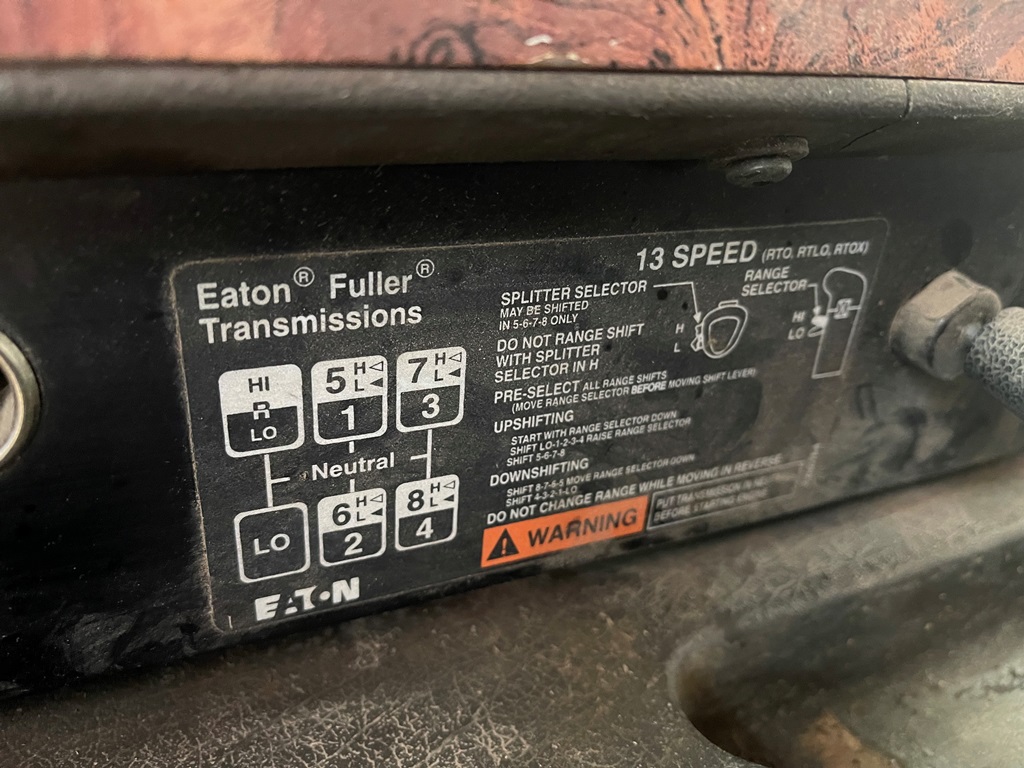 13 SPEED (RTO, RTLO, RTOX)
Eaton® Fuller®
Transmissions
HI
R
LO
5 H L
1
7 H L
3
Neutral
LO
6 H L
2
8 H L
4
EATON
SPLITTER SELECTOR
MAY BE SHIFTED
IN 5-6-7-8 ONLY
H
L
RANGE
SELECTOR
HI
LO
DO NOT RANGE SHIFT
WITH SPLITTER
SELECTOR IN H
PRE-SELECT ALL RANGE SHIFTS
(MOVE RANGE SELECTOR BEFORE MOVING SHIFT LEVER)
UPSHIFTING
START WITH RANGE SELECTOR DOWN
SHIFT LO-1-2-3-4 RAISE RANGE SELECTOR
SHIFT 5-6-7-8
DOWNSHIFTING
SHIFT 8-7-6-5 MOVE RANGE SELECTOR DOWN
SHIFT 4-3-2-1-LO
DO NOT CHANGE RANGE WHILE MOVING IN REVERSE
WARNING
PUT TRANSMISSION IN
BEFORE STARTING ENGINE